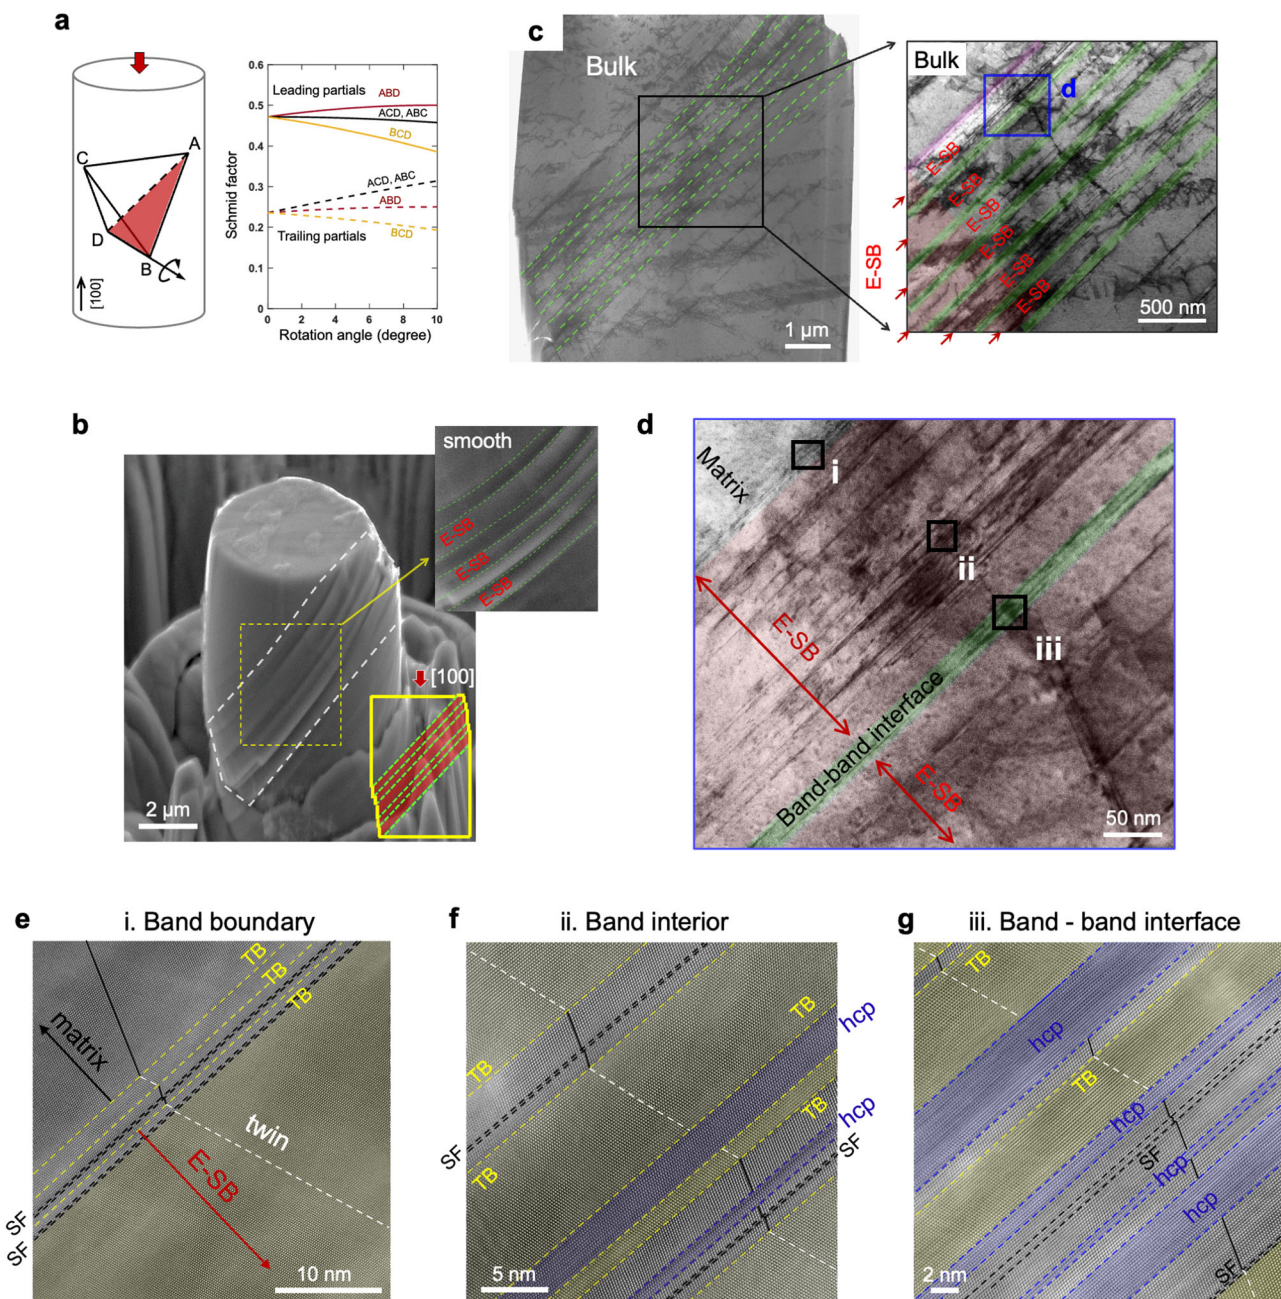 a
C
A
D
B
[100]
0.6
0.5
0.4
0.3
0.2
0.1
0
Schmid factor
Leading partials
ABD
ACD, ABC
BCD
ACD, ABC
ABD
BCD
Trailing partials
0 2 4 6 8 10
Rotation angle (degree)
c
Bulk
1 µm
Bulk
d
E-SB
E-SB
E-SB
E-SB
E-SB
E-SB
E-SB
500 nm
b
smooth
E-SB
E-SB
E-SB
[100]
2 µm
d
Matrix
i
ii
iii
E-SB
Band-band interface
E-SB
50 nm
e
i. Band boundary
TB
TB
TB
matrix
twin
E-SB
SF
SF
10 nm
f
ii. Band interior
TB
hcp
TB
TB
hcp
SF
SF
TB
5 nm
g
iii. Band - band interface
TB
hcp
TB
hcp
SF
hcp
hcp
SF
2 nm